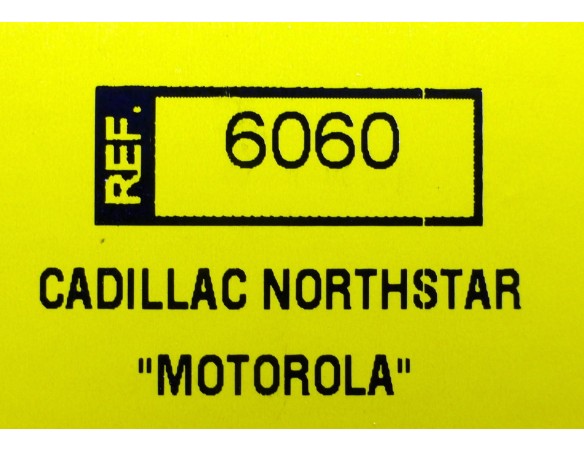 REF. 6060
CADILLAC NORTHSTAR
"MOTOROLA"